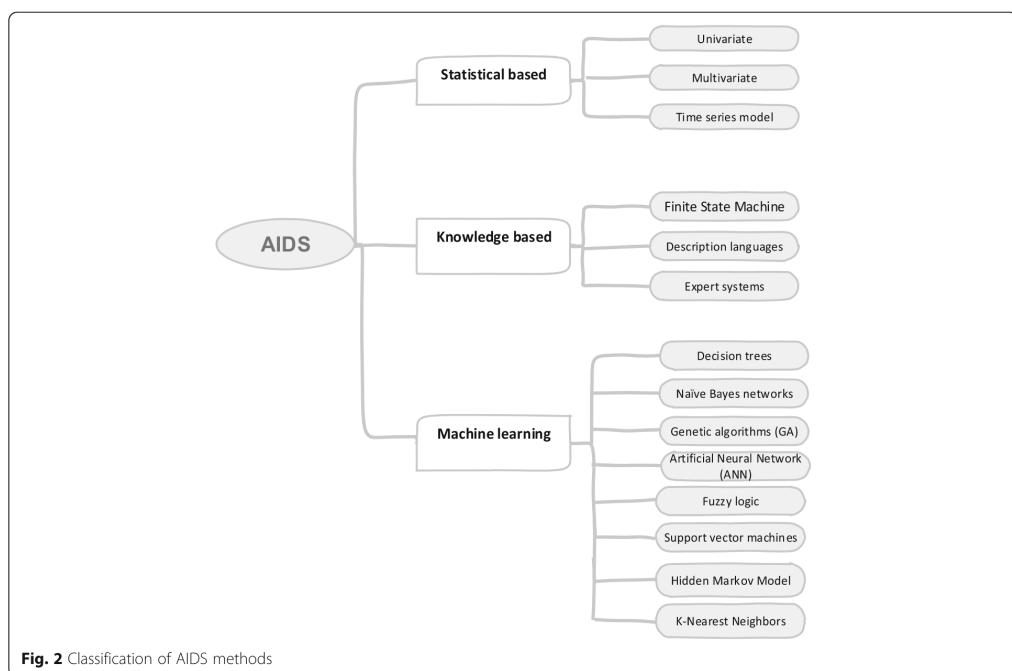 AIDS
Statistical based
Univariate
Multivariate
Time series model
Knowledge based
Finite State Machine
Description languages
Expert systems
Machine learning
Decision trees
Naïve Bayes networks
Genetic algorithms (GA)
Artificial Neural Network
(ANN)
Fuzzy logic
Support vector machines
Hidden Markov Model
K-Nearest Neighbors
Fig. 2 Classification of AIDS methods